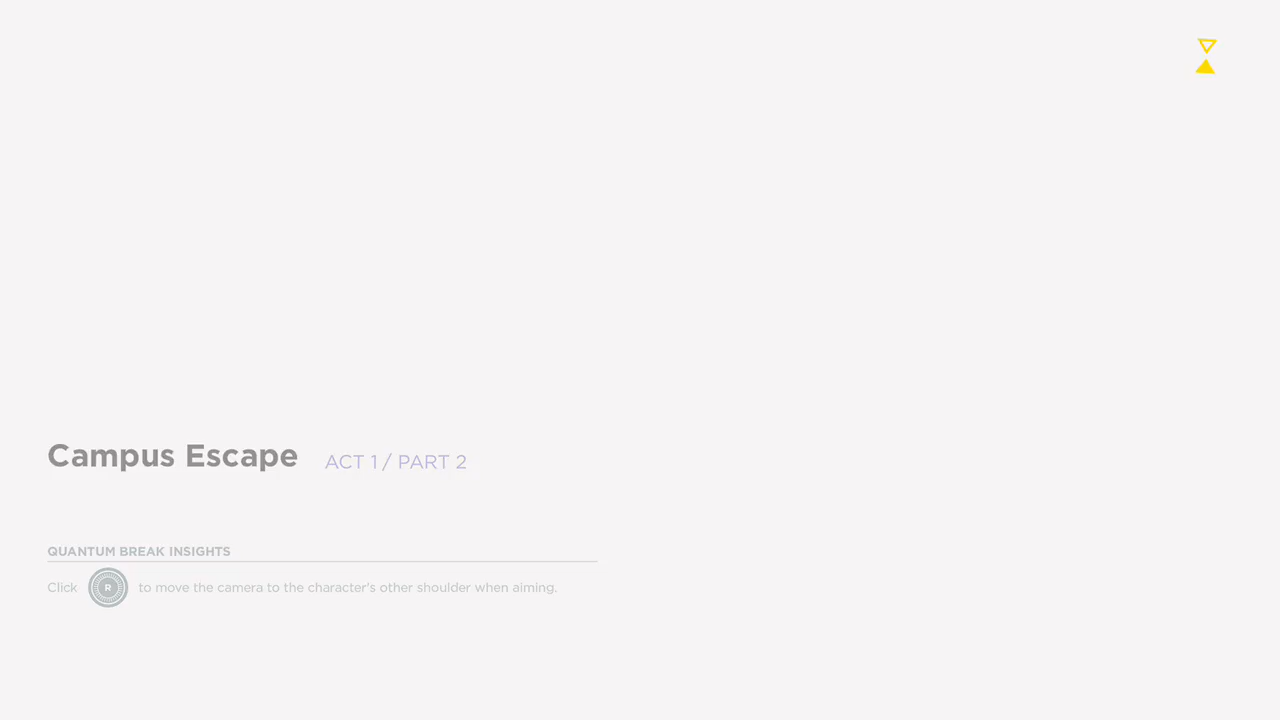 Campus Escape ACT 1 / PART 2
QUANTUM BREAK INSIGHTS
Click R to move the camera to the character's other shoulder when aiming.